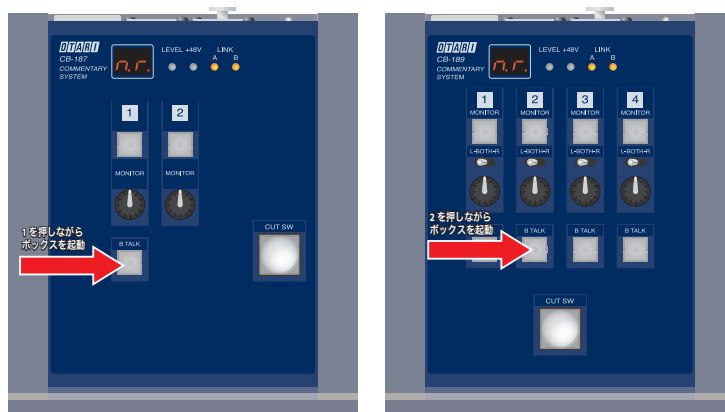 OTARI
CB-187
COMMENTARY
SYSTEM
n.r.
LEVEL +48V LINK
A B
1 2
MONITOR MONITOR
1を押しながら
ボックスを起動
B TALK
CUT SW
OTARI
CB-189
COMMENTARY
SYSTEM
n.r.
LEVEL +48V LINK
A B
1 2 3 4
MONITOR MONITOR MONITOR MONITOR
L-BOTH-R L-BOTH-R L-BOTH-R L-BOTH-R
2を押しながら
ボックスを起動
B TALK B TALK B TALK
CUT SW